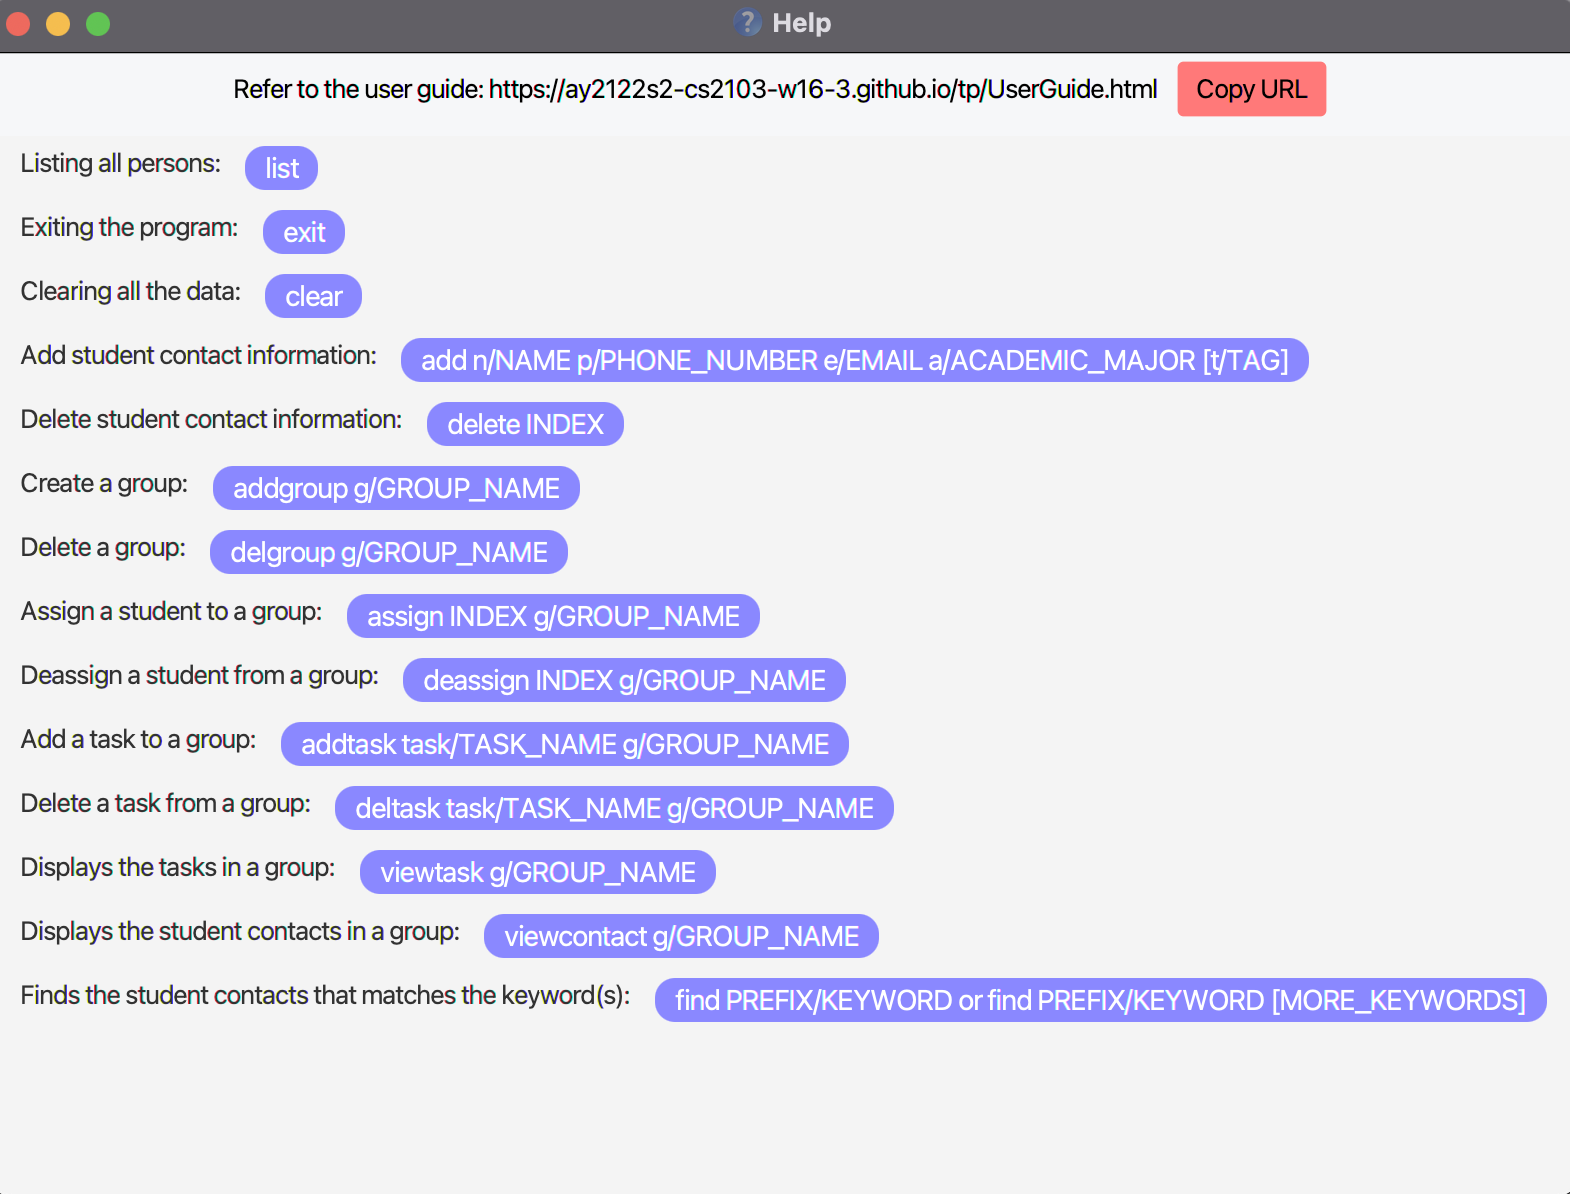 Help
Refer to the user guide: https://ay2122s2-cs2103-w16-3.github.io/tp/UserGuide.html Copy URL
Listing all persons: list
Exiting the program: exit
Clearing all the data: clear
Add student contact information: add n/NAME p/PHONE_NUMBER e/EMAIL a/ACADEMIC_MAJOR [t/TAG]
Delete student contact information: delete INDEX
Create a group: addgroup g/GROUP_NAME
Delete a group: delgroup g/GROUP_NAME
Assign a student to a group: assign INDEX g/GROUP_NAME
Deassign a student from a group: deassign INDEX g/GROUP_NAME
Add a task to a group: addtask task/TASK_NAME g/GROUP_NAME
Delete a task from a group: deltask task/TASK_NAME g/GROUP_NAME
Displays the tasks in a group: viewtask g/GROUP_NAME
Displays the student contacts in a group: viewcontact g/GROUP_NAME
Finds the student contacts that matches the keyword(s): find PREFIX/KEYWORD or find PREFIX/KEYWORD [MORE_KEYWORDS]